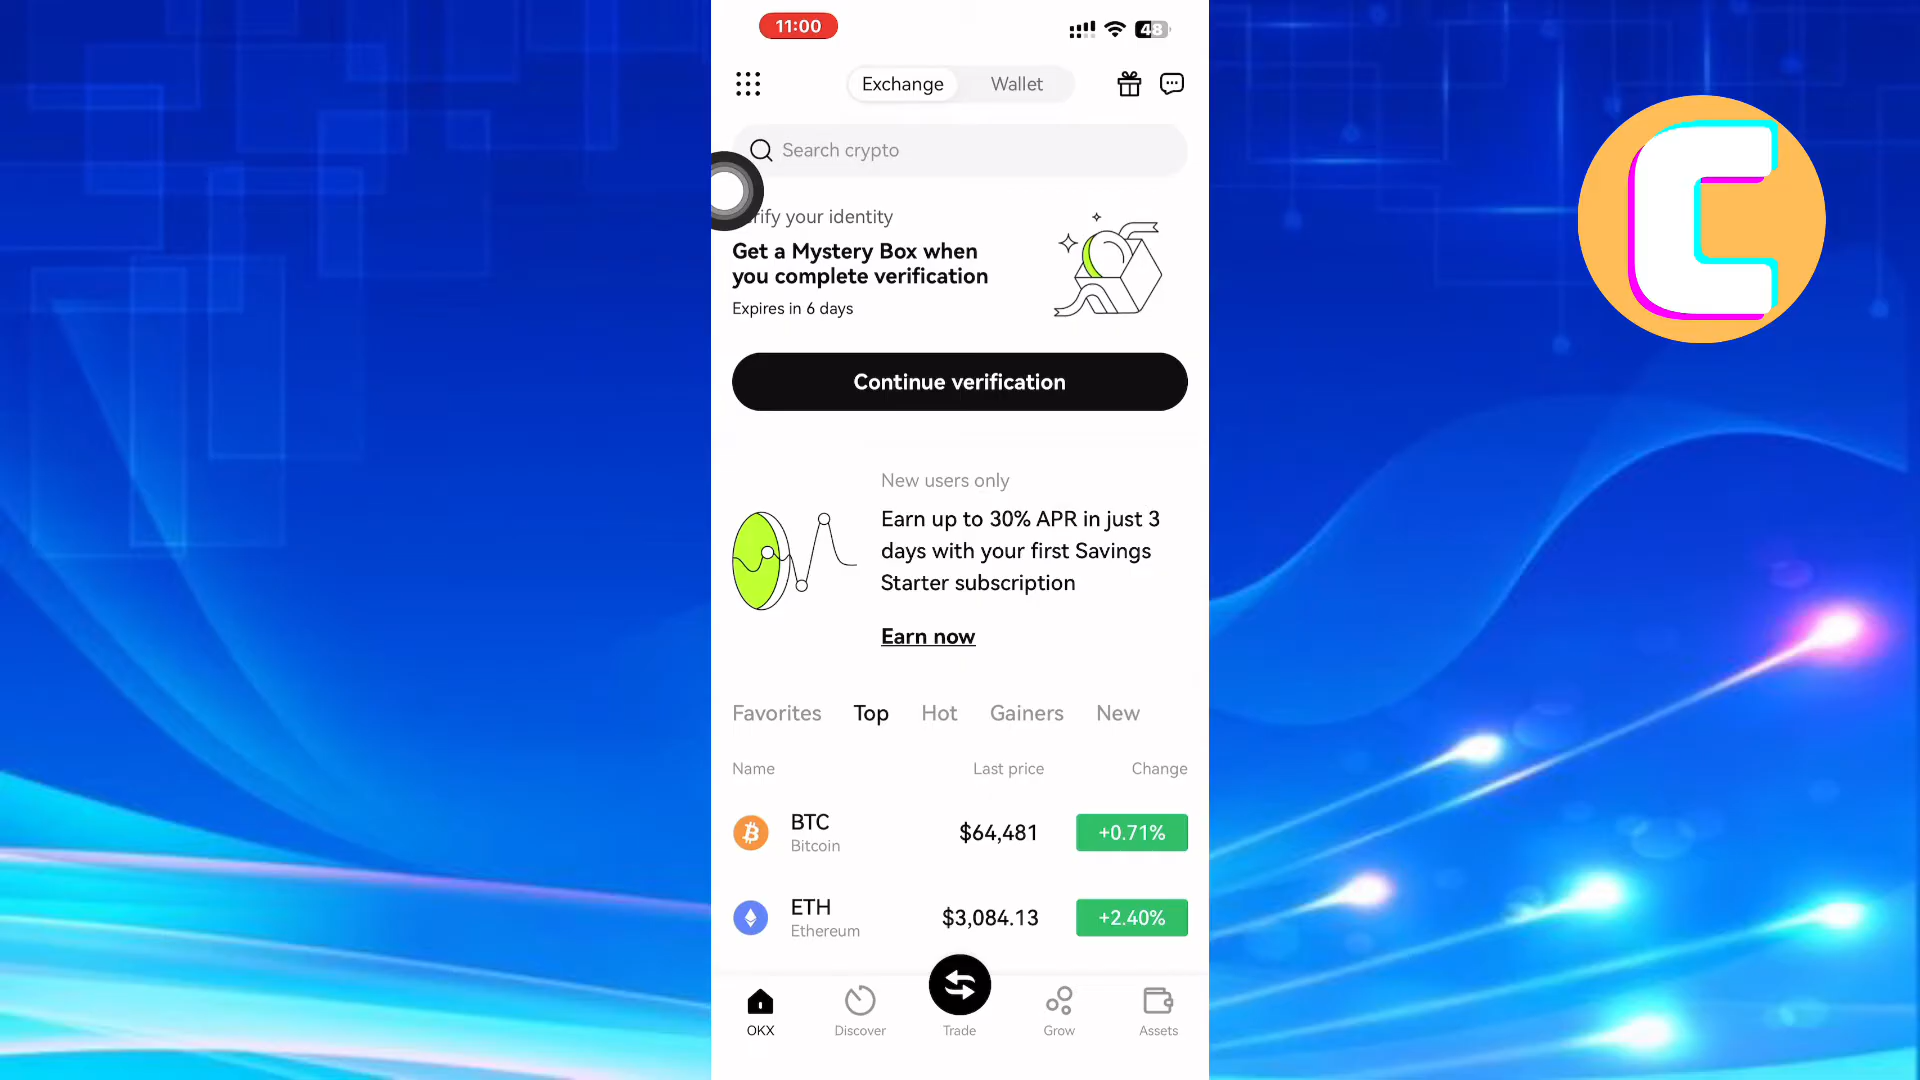 11:00
48
Exchange
Wallet
Search crypto
rify your identity
Get a Mystery Box when
you complete verification
Expires in 6 days
Continue verification
New users only
Earn up to 30% APR in just 3
days with your first Savings
Starter subscription
Earn now
Favorites Top Hot Gainers New
Name Last price Change
BTC
Bitcoin
$64,481
+0.71%
ETH
Ethereum
$3,084.13
+2.40%
OKX Discover Trade Grow Assets
C